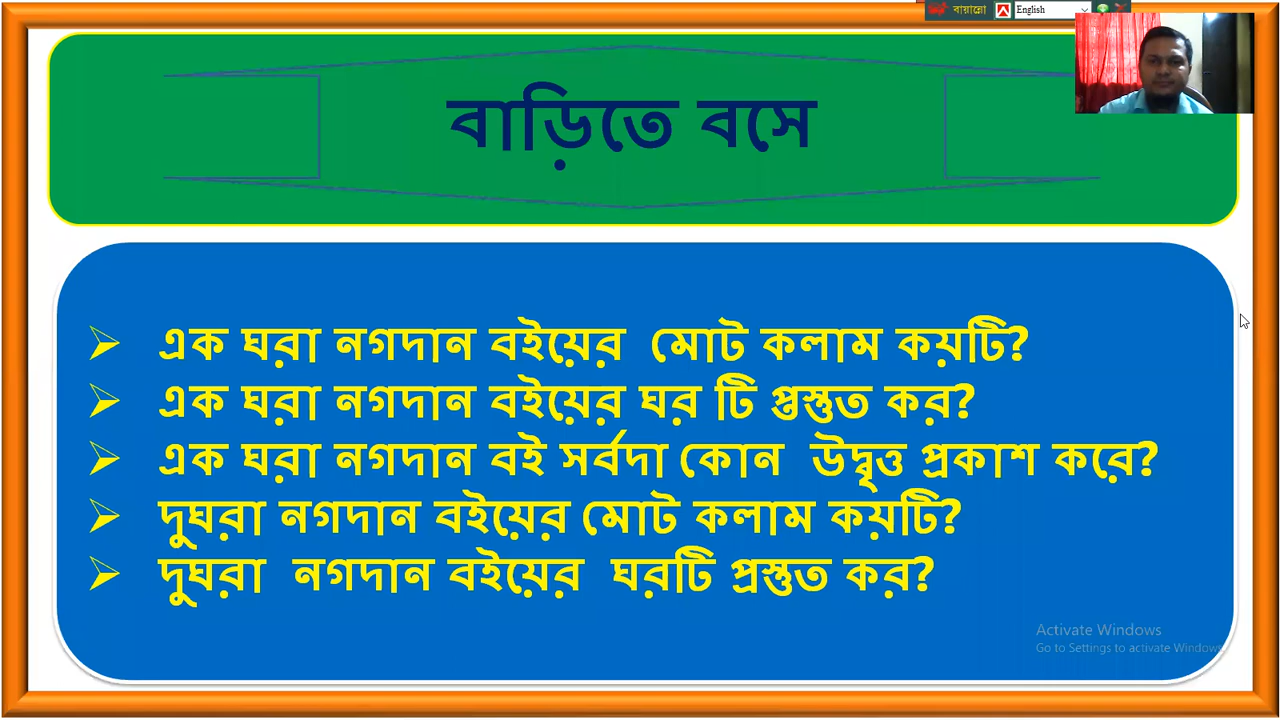 বায়ান্নো
English
বাড়িতে বসে
➢ এক ঘরা নগদান বইয়ের মোট কলাম কয়টি?
➢ এক ঘরা নগদান বইয়ের ঘর টি প্রস্তুত কর?
➢ এক ঘরা নগদান বই সর্বদা কোন উদ্বৃত্ত প্রকাশ করে?
➢ দুঘরা নগদান বইয়ের মোট কলাম কয়টি?
➢ দুঘরা নগদান বইয়ের ঘরটি প্রস্তুত কর?
Activate Windows
Go to Settings to activate Windows